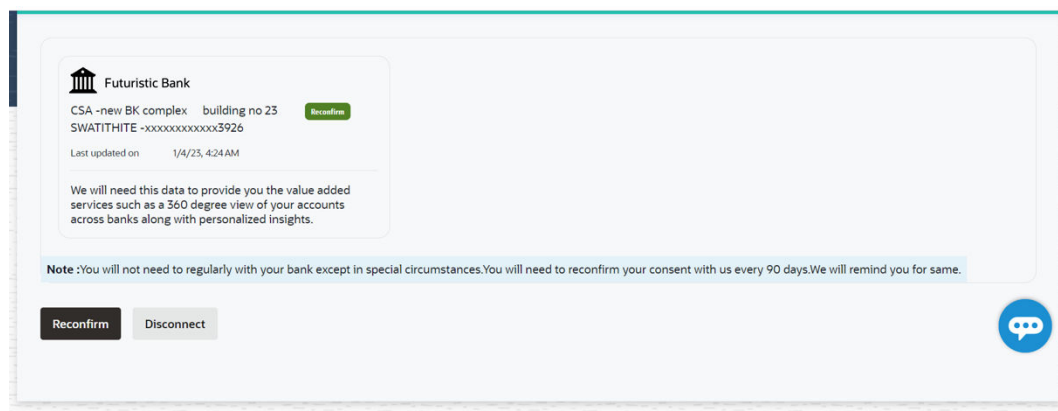 Futuristic Bank
CSA -new BK complex building no 23 Reconfirm
SWATITHITE -xxxxxxxxxxxx3926
Last updated on 1/4/23, 4:24 AM
We will need this data to provide you the value added
services such as a 360 degree view of your accounts
across banks along with personalized insights.
Note :You will not need to regularly with your bank except in special circumstances.You will need to reconfirm your consent with us every 90 days.We will remind you for same.
Reconfirm Disconnect